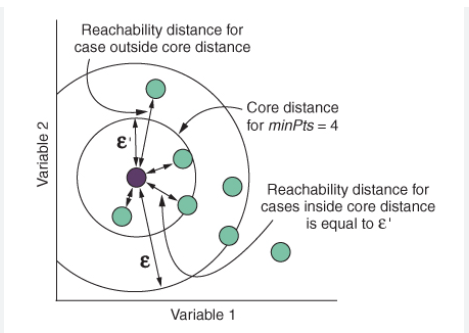 Reachability distance for
case outside core distance
Core distance
for minPts = 4
ε'
Variable 2
Reachability distance for
cases inside core distance
is equal to ε'
ε
Variable 1